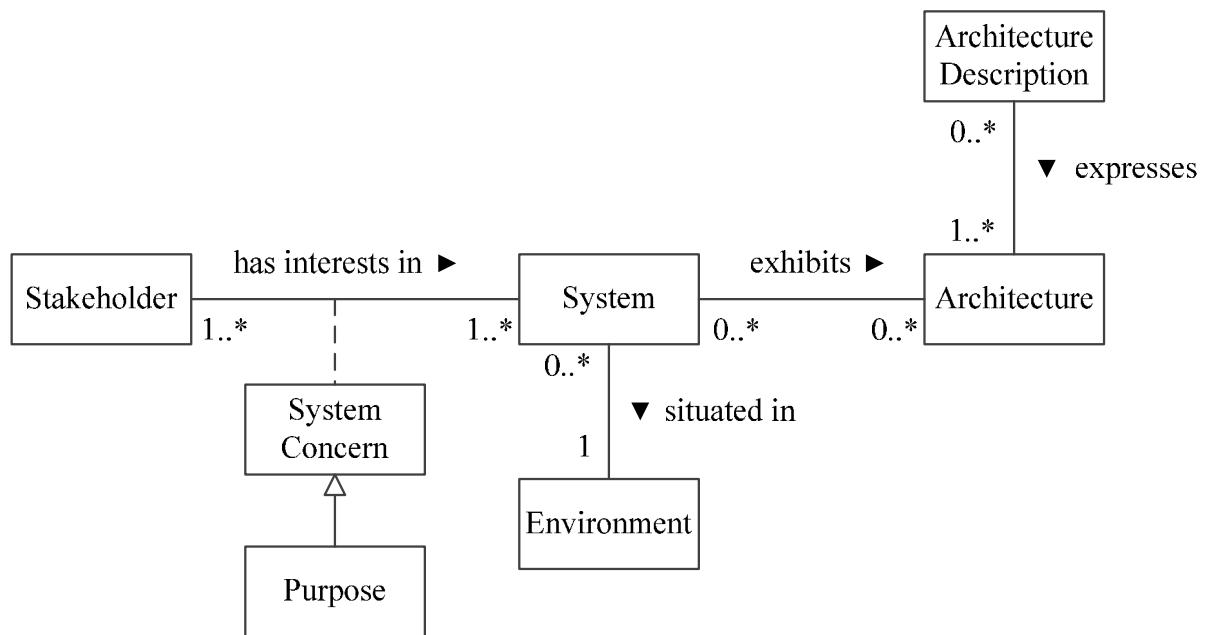 Architecture
Description
0..*
▼ expresses
1..*
has interests in ►
exhibits ►
Stakeholder
System
Architecture
1..*
1..*
0..*
0..*
0..*
▼ situated in
1
System
Concern
Environment
Purpose